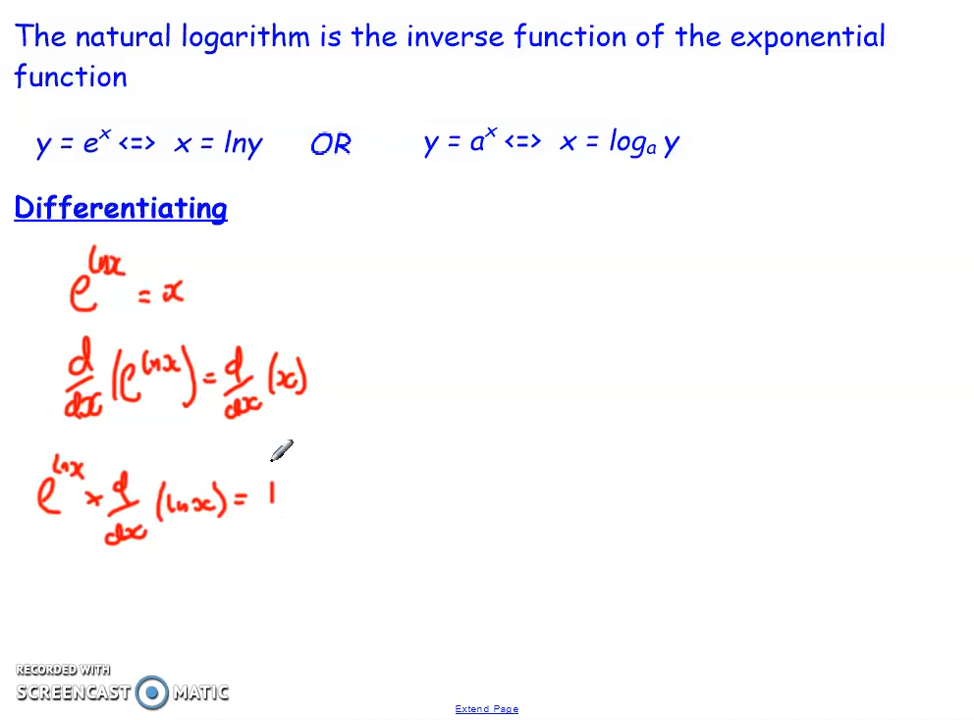 The natural logarithm is the inverse function of the exponential
function
y = e^x <=> x = lny OR y = a^x <=> x = log_a y
Differentiating
e^{lnx} = x
d/dx (e^{lnx}) = d/dx (x)
e^{lnx} × d/dx (lnx) = 1
RECORDED WITH
SCREENCAST MATIC
Extend Page